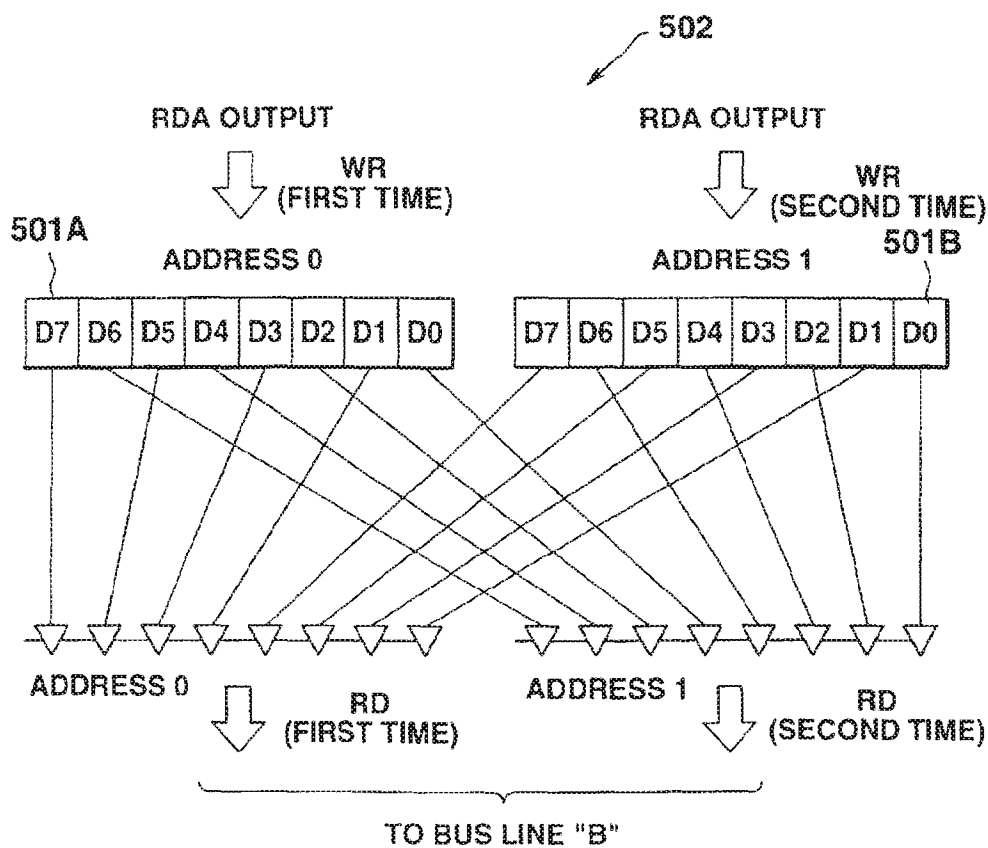 502
RDA OUTPUT
RDA OUTPUT
WR
(FIRST TIME)
WR
(SECOND TIME)
501A
501B
ADDRESS 0
ADDRESS 1
D7 D6 D5 D4 D3 D2 D1 D0
D7 D6 D5 D4 D3 D2 D1 D0
ADDRESS 0
RD
(FIRST TIME)
ADDRESS 1
RD
(SECOND TIME)
TO BUS LINE "B"